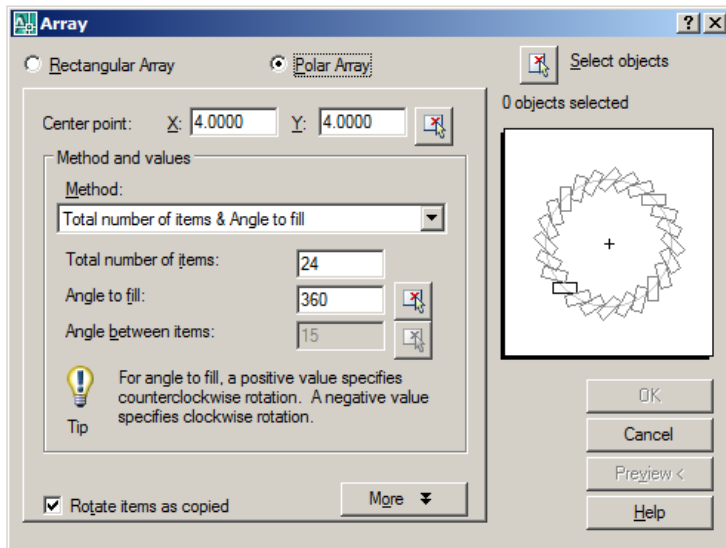 Array
Rectangular Array
Polar Array
Select objects
0 objects selected
Center point: X: 4.0000 Y: 4.0000
Method and values
Method:
Total number of items & Angle to fill
Total number of items: 24
Angle to fill: 360
Angle between items: 15
For angle to fill, a positive value specifies
counterclockwise rotation. A negative value
specifies clockwise rotation.
Tip
Rotate items as copied
More
OK
Cancel
Preview <
Help